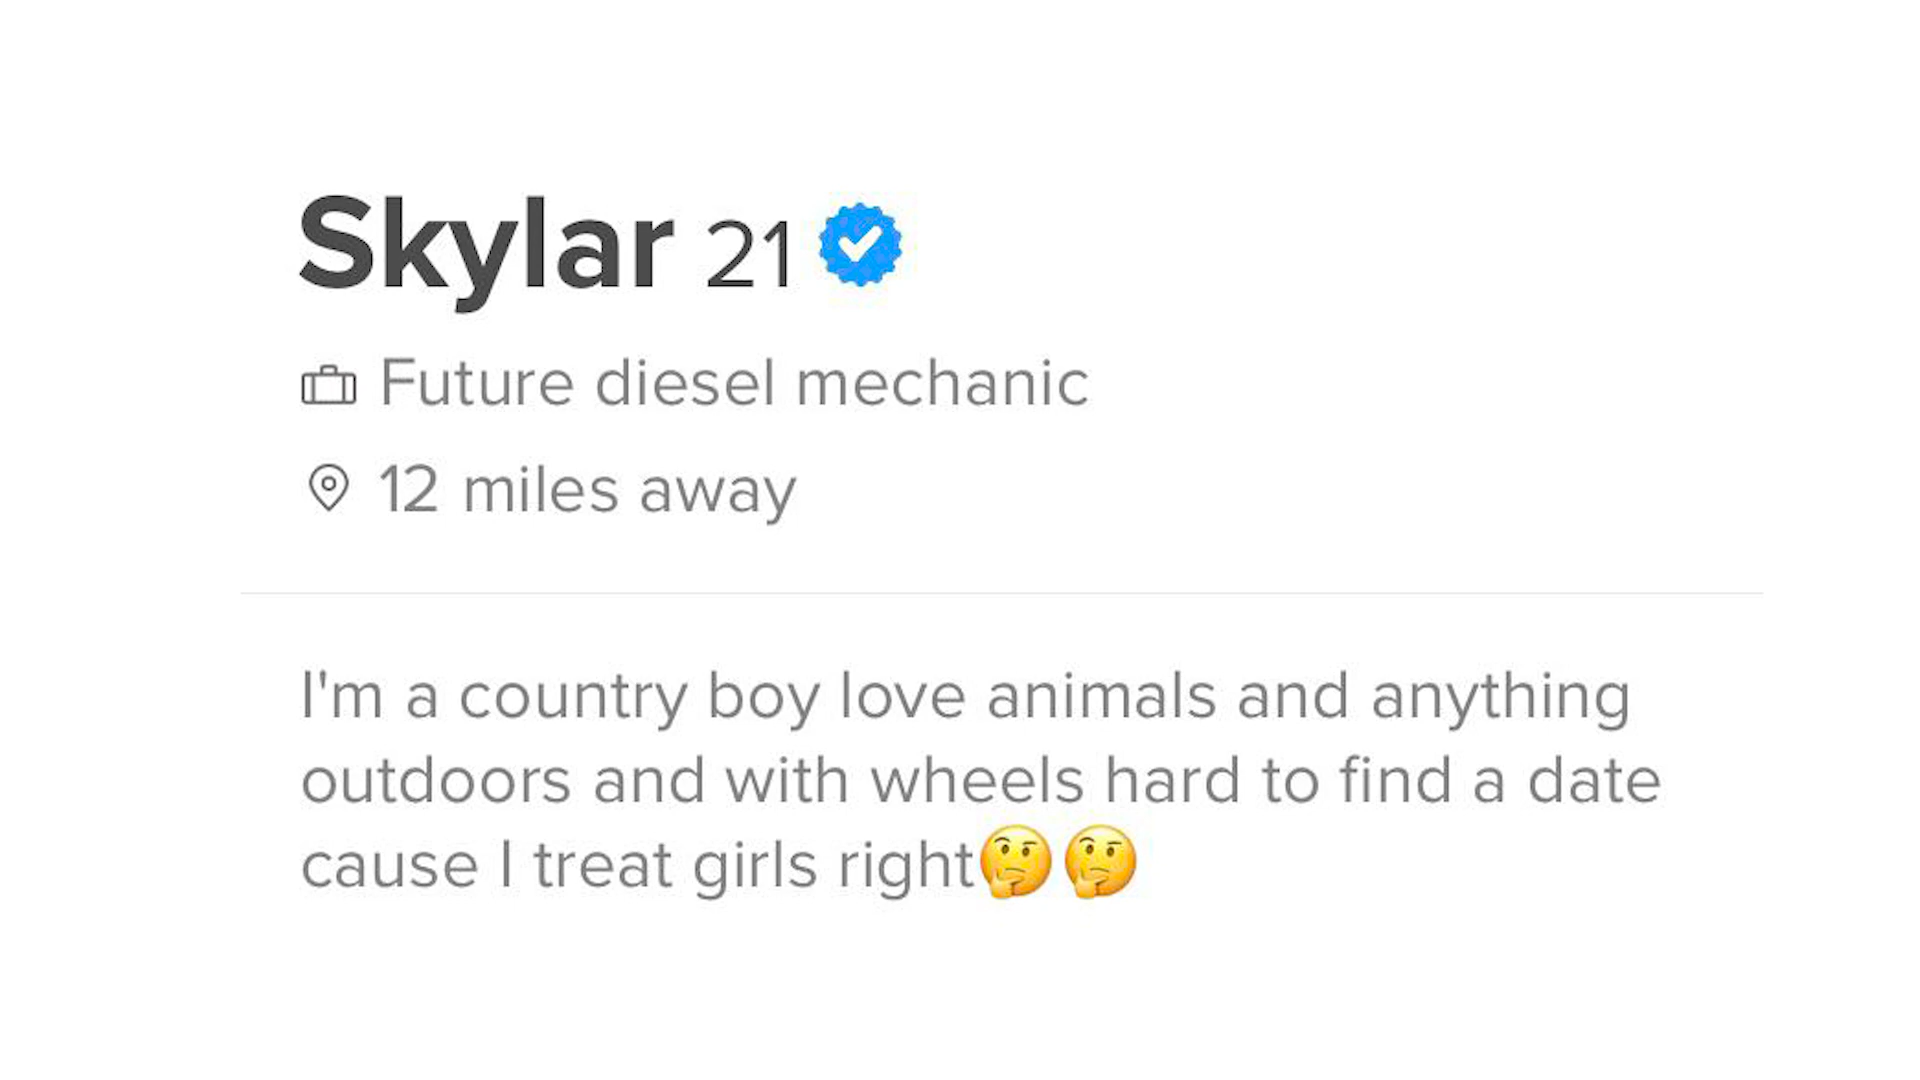 Skylar 21
Future diesel mechanic
12 miles away
I'm a country boy love animals and anything
outdoors and with wheels hard to find a date
cause I treat girls right🤔🤔